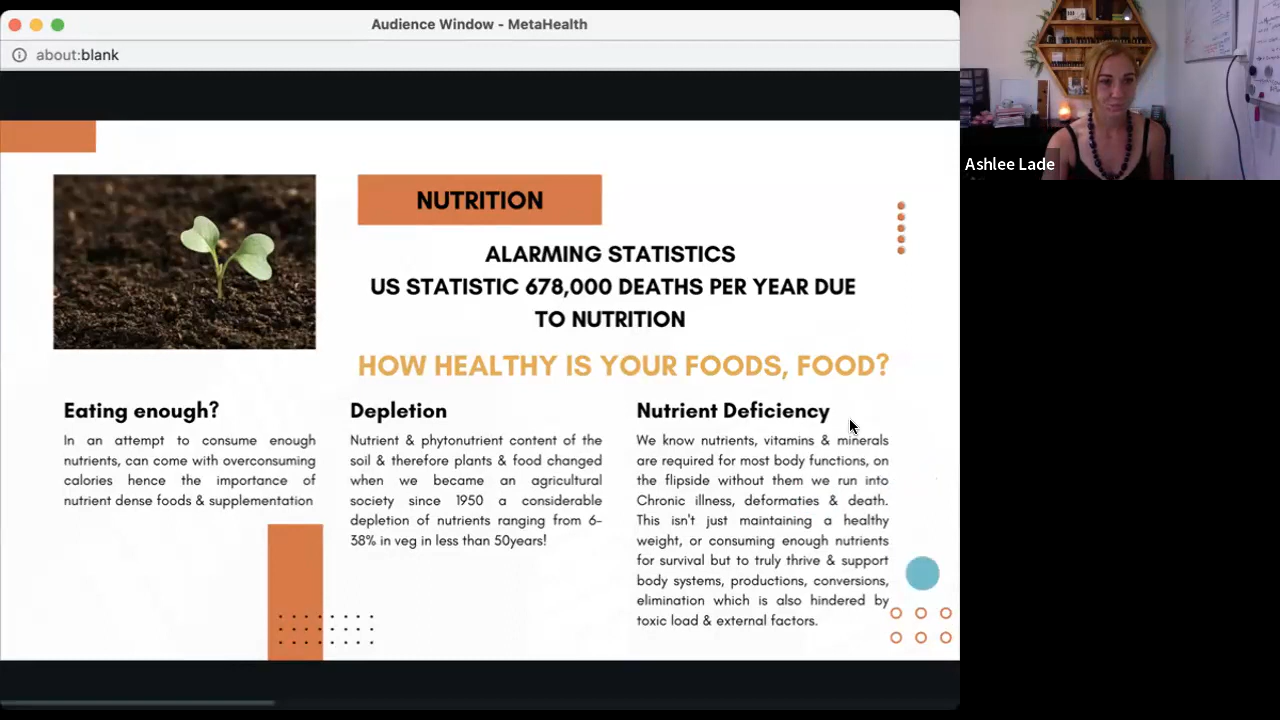 Audience Window - MetaHealth
about:blank
Ashlee Lade
NUTRITION
ALARMING STATISTICS
US STATISTIC 678,000 DEATHS PER YEAR DUE
TO NUTRITION
HOW HEALTHY IS YOUR FOODS, FOOD?
Eating enough?
In an attempt to consume enough
nutrients, can come with overconsuming
calories hence the importance of
nutrient dense foods & supplementation
Depletion
Nutrient & phytonutrient content of the
soil & therefore plants & food changed
when we became an agricultural
society since 1950 a considerable
depletion of nutrients ranging from 6-
38% in veg in less than 50years!
Nutrient Deficiency
We know nutrients, vitamins & minerals
are required for most body functions, on
the flipside without them we run into
Chronic illness, deformaties & death.
This isn't just maintaining a healthy
weight, or consuming enough nutrients
for survival but to truly thrive & support
body systems, productions, conversions,
elimination which is also hindered by
toxic load & external factors.